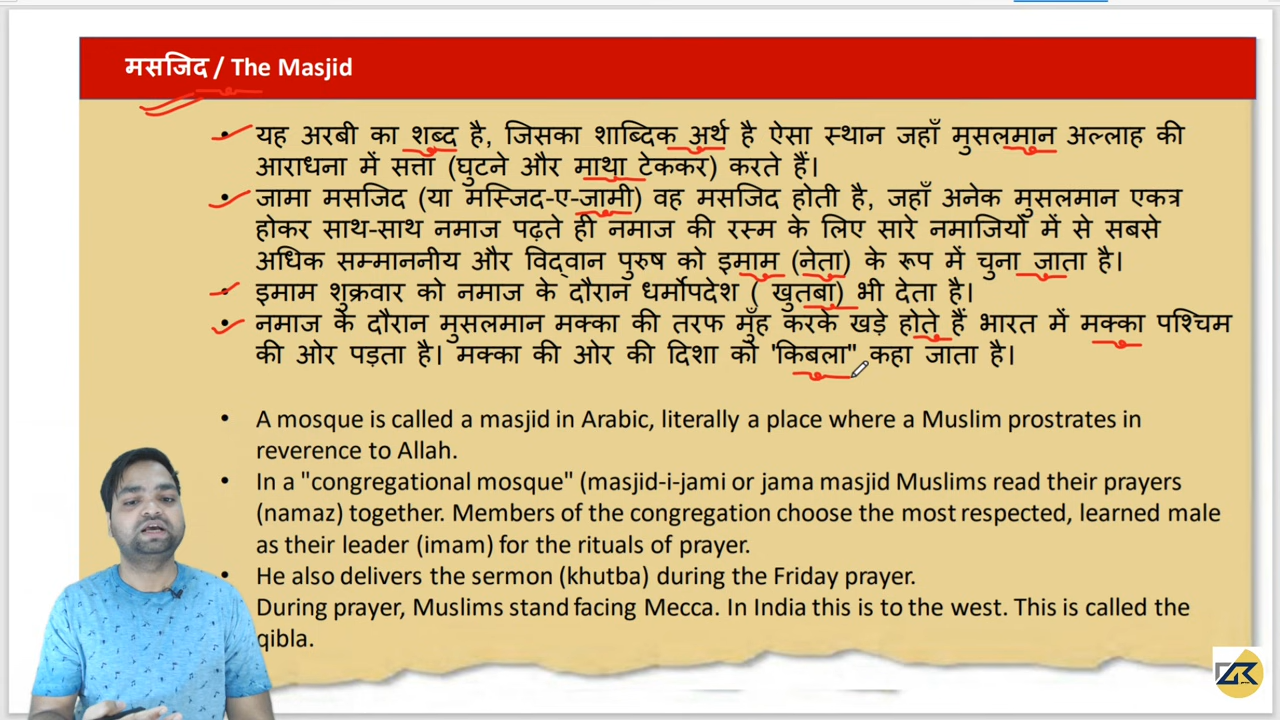 मसजिद / The Masjid
• यह अरबी का शब्द है, जिसका शाब्दिक अर्थ है ऐसा स्थान जहाँ मुसलमान अल्लाह की
आराधना में सत्ता (घुटने और माथा टेककर) करते हैं।
• जामा मसजिद (या मस्जिद-ए-जामी) वह मसजिद होती है, जहाँ अनेक मुसलमान एकत्र
होकर साथ-साथ नमाज पढ़ते ही नमाज की रस्म के लिए सारे नमाजियों में से सबसे
अधिक सम्माननीय और विद्वान पुरुष को इमाम (नेता) के रूप में चुना जाता है।
• इमाम शुक्रवार को नमाज के दौरान धर्मोपदेश ( खुतबा) भी देता है।
• नमाज के दौरान मुसलमान मक्का की तरफ मुँह करके खड़े होते हैं भारत में मक्का पश्चिम
की ओर पड़ता है। मक्का की ओर की दिशा को 'किबला" कहा जाता है।
• A mosque is called a masjid in Arabic, literally a place where a Muslim prostrates in
reverence to Allah.
• In a "congregational mosque" (masjid-i-jami or jama masjid Muslims read their prayers
(namaz) together. Members of the congregation choose the most respected, learned male
as their leader (imam) for the rituals of prayer.
• He also delivers the sermon (khutba) during the Friday prayer.
During prayer, Muslims stand facing Mecca. In India this is to the west. This is called the
qibla.